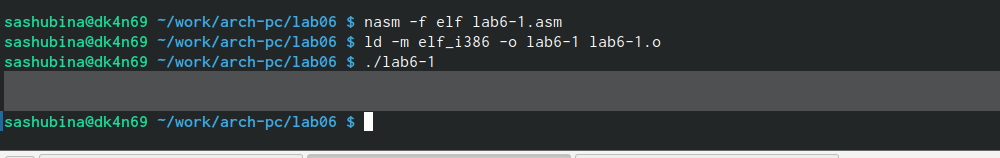 sashubina@dk4n69 ~/work/arch-pc/lab06 $ nasm -f elf lab6-1.asm
sashubina@dk4n69 ~/work/arch-pc/lab06 $ ld -m elf_i386 -o lab6-1 lab6-1.o
sashubina@dk4n69 ~/work/arch-pc/lab06 $ ./lab6-1
sashubina@dk4n69 ~/work/arch-pc/lab06 $